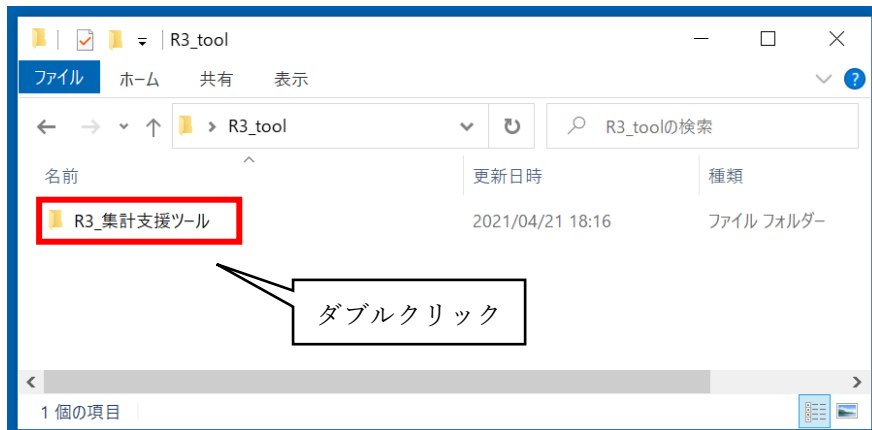 R3_tool
ファイル ホーム 共有 表示
R3_tool R3_toolの検索
名前 更新日時 種類
R3_集計支援ツール 2021/04/21 18:16 ファイル フォルダー
ダブルクリック
1 個の項目